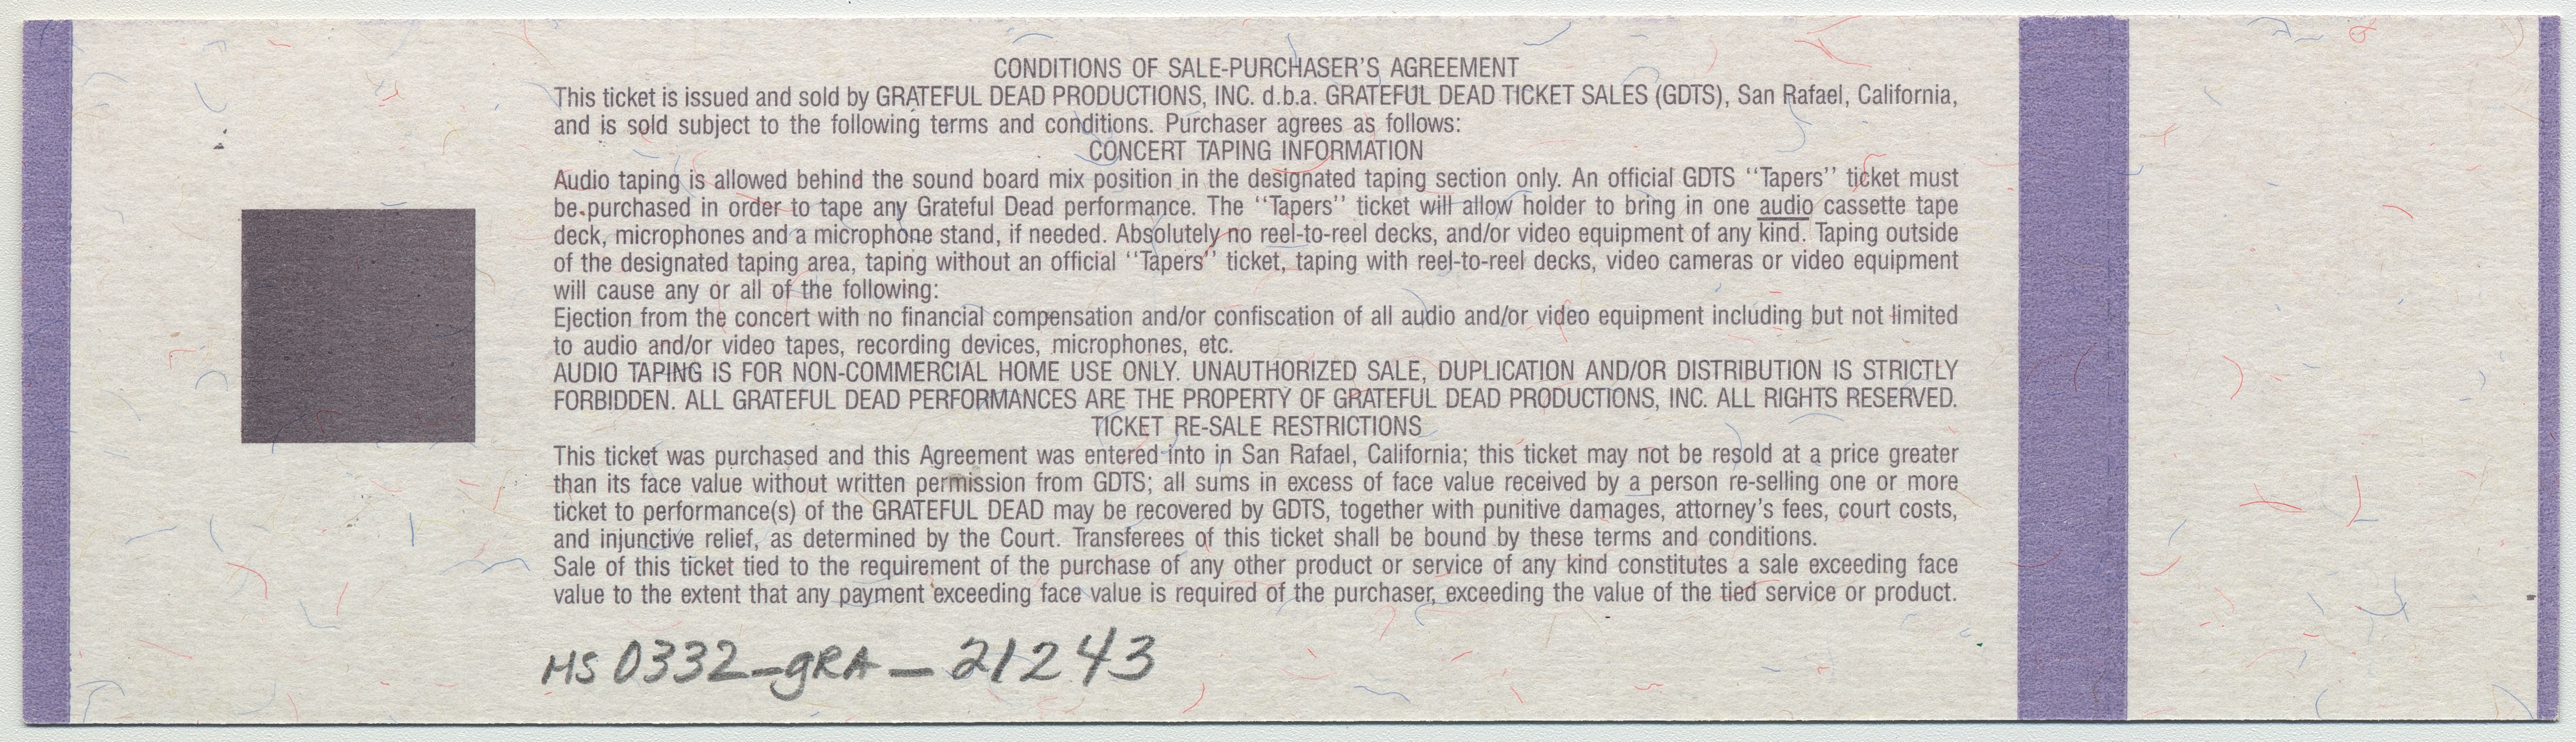 CONDITIONS OF SALE-PURCHASER'S AGREEMENT
This ticket is issued and sold by GRATEFUL DEAD PRODUCTIONS, INC. d.b.a. GRATEFUL DEAD TICKET SALES (GDTS), San Rafael, California,
and is sold subject to the following terms and conditions. Purchaser agrees as follows:
CONCERT TAPING INFORMATION
Audio taping is allowed behind the sound board mix position in the designated taping section only. An official GDTS "Tapers" ticket must
be purchased in order to tape any Grateful Dead performance. The "Tapers" ticket will allow holder to bring in one audio cassette tape
deck, microphones and a microphone stand, if needed. Absolutely no reel-to-reel decks, and/or video equipment of any kind. Taping outside
of the designated taping area, taping without an official "Tapers" ticket, taping with reel-to-reel decks, video cameras or video equipment
will cause any or all of the following:
Ejection from the concert with no financial compensation and/or confiscation of all audio and/or video equipment including but not limited
to audio and/or video tapes, recording devices, microphones, etc.
AUDIO TAPING IS FOR NON-COMMERCIAL HOME USE ONLY. UNAUTHORIZED SALE, DUPLICATION AND/OR DISTRIBUTION IS STRICTLY
FORBIDDEN. ALL GRATEFUL DEAD PERFORMANCES ARE THE PROPERTY OF GRATEFUL DEAD PRODUCTIONS, INC. ALL RIGHTS RESERVED.
TICKET RE-SALE RESTRICTIONS
This ticket was purchased and this Agreement was entered into in San Rafael, California; this ticket may not be resold at a price greater
than its face value without written permission from GDTS; all sums in excess of face value received by a person re-selling one or more
ticket to performance(s) of the GRATEFUL DEAD may be recovered by GDTS, together with punitive damages, attorney's fees, court costs,
and injunctive relief, as determined by the Court. Transferees of this ticket shall be bound by these terms and conditions.
Sale of this ticket tied to the requirement of the purchase of any other product or service of any kind constitutes a sale exceeding face
value to the extent that any payment exceeding face value is required of the purchaser, exceeding the value of the tied service or product.
MS 0332-gRA-21243